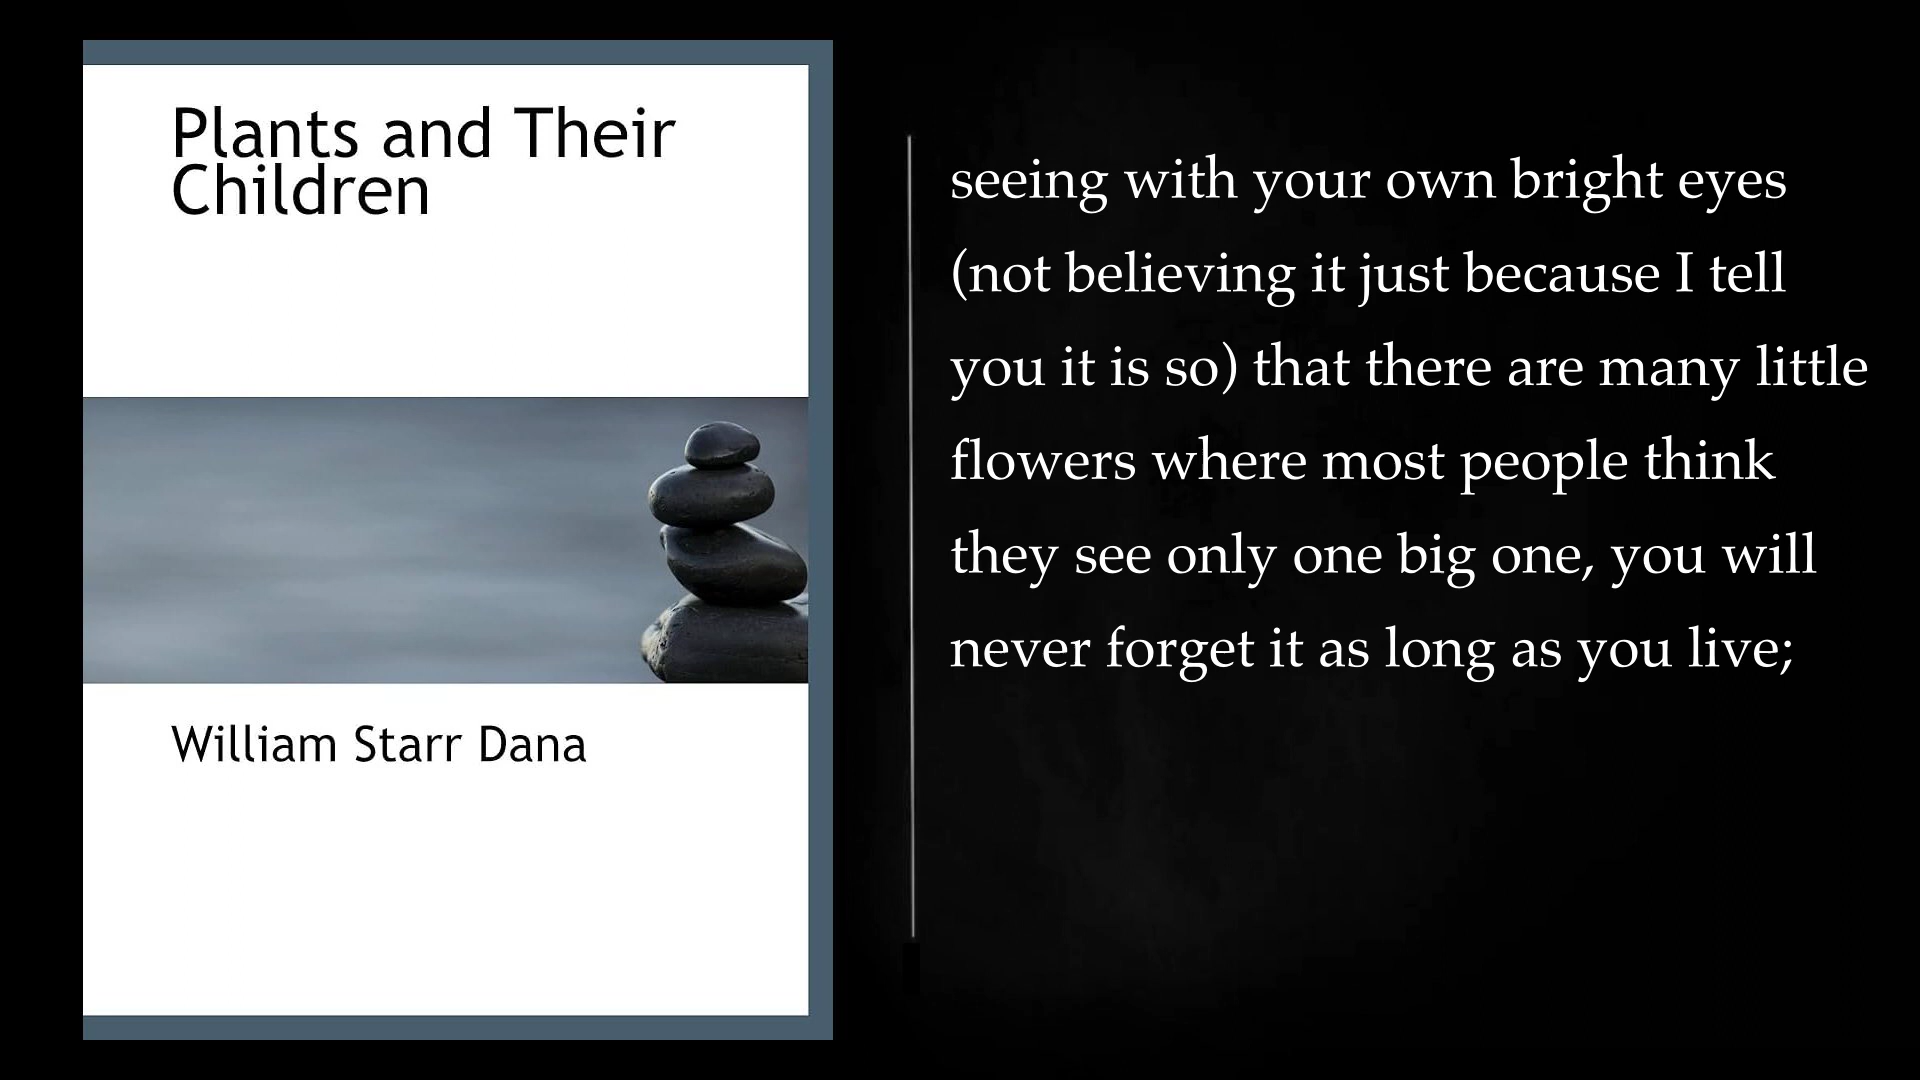 Plants and Their
Children
William Starr Dana
seeing with your own bright eyes
(not believing it just because I tell
you it is so) that there are many little
flowers where most people think
they see only one big one, you will
never forget it as long as you live;